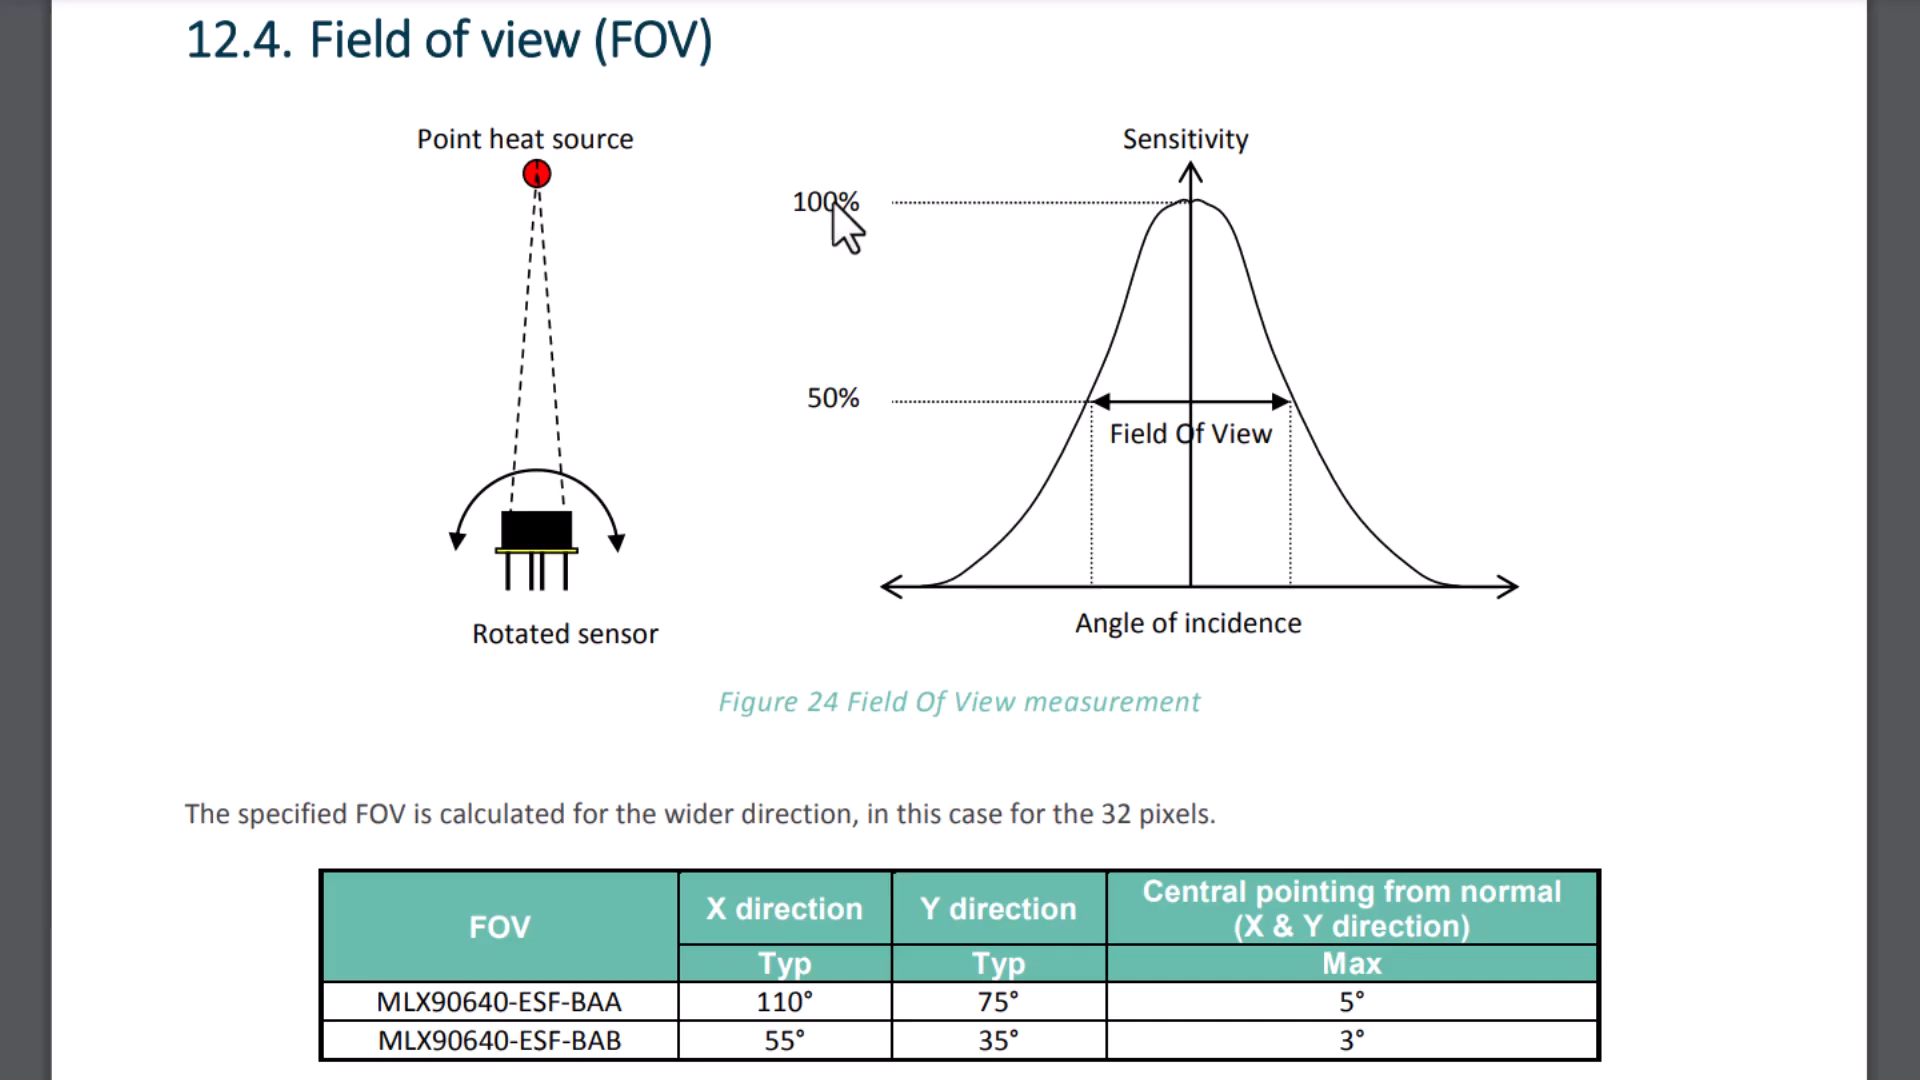 12.4. Field of view (FOV)
Point heat source
Sensitivity
100%
50%
Field Of View
Angle of incidence
Rotated sensor
Figure 24 Field Of View measurement
The specified FOV is calculated for the wider direction, in this case for the 32 pixels.
FOV X direction Y direction Central pointing from normal
(X & Y direction)
Typ Typ Max
MLX90640-ESF-BAA 110° 75° 5°
MLX90640-ESF-BAB 55° 35° 3°